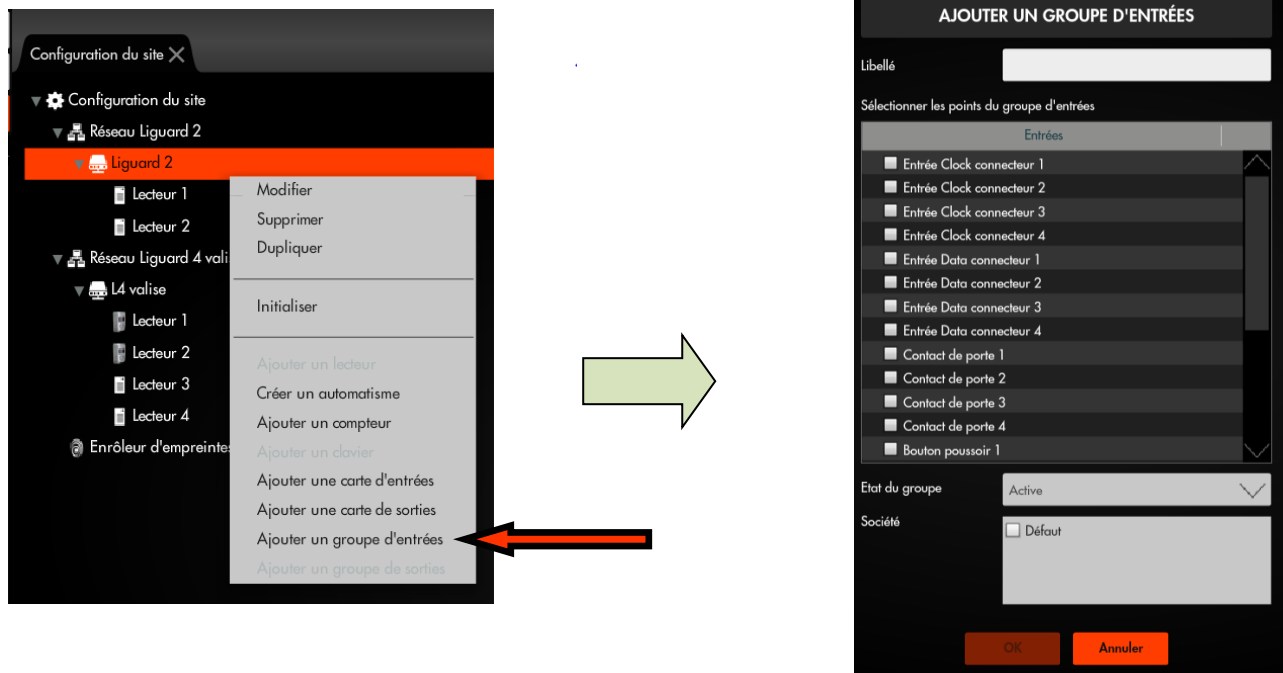 Configuration du site
Configuration du site
Réseau Liguard 2
Liguard 2
Lecteur 1
Lecteur 2
Réseau Liguard 4 vali
L4 valise
Lecteur 1
Lecteur 2
Lecteur 3
Lecteur 4
Enrôleur d'empreintes
Modifier
Supprimer
Dupliquer
Initialiser
Ajouter un lecteur
Créer un automatisme
Ajouter un compteur
Ajouter un clavier
Ajouter une carte d'entrées
Ajouter une carte de sorties
Ajouter un groupe d'entrées
Ajouter un groupe de sorties
AJOUTER UN GROUPE D'ENTRÉES
Libellé
Sélectionner les points du groupe d'entrées
Entrées
Entrée Clock connecteur 1
Entrée Clock connecteur 2
Entrée Clock connecteur 3
Entrée Clock connecteur 4
Entrée Data connecteur 1
Entrée Data connecteur 2
Entrée Data connecteur 3
Entrée Data connecteur 4
Contact de porte 1
Contact de porte 2
Contact de porte 3
Contact de porte 4
Bouton poussoir 1
Etat du groupe Active
Société
Défaut
OK Annuler